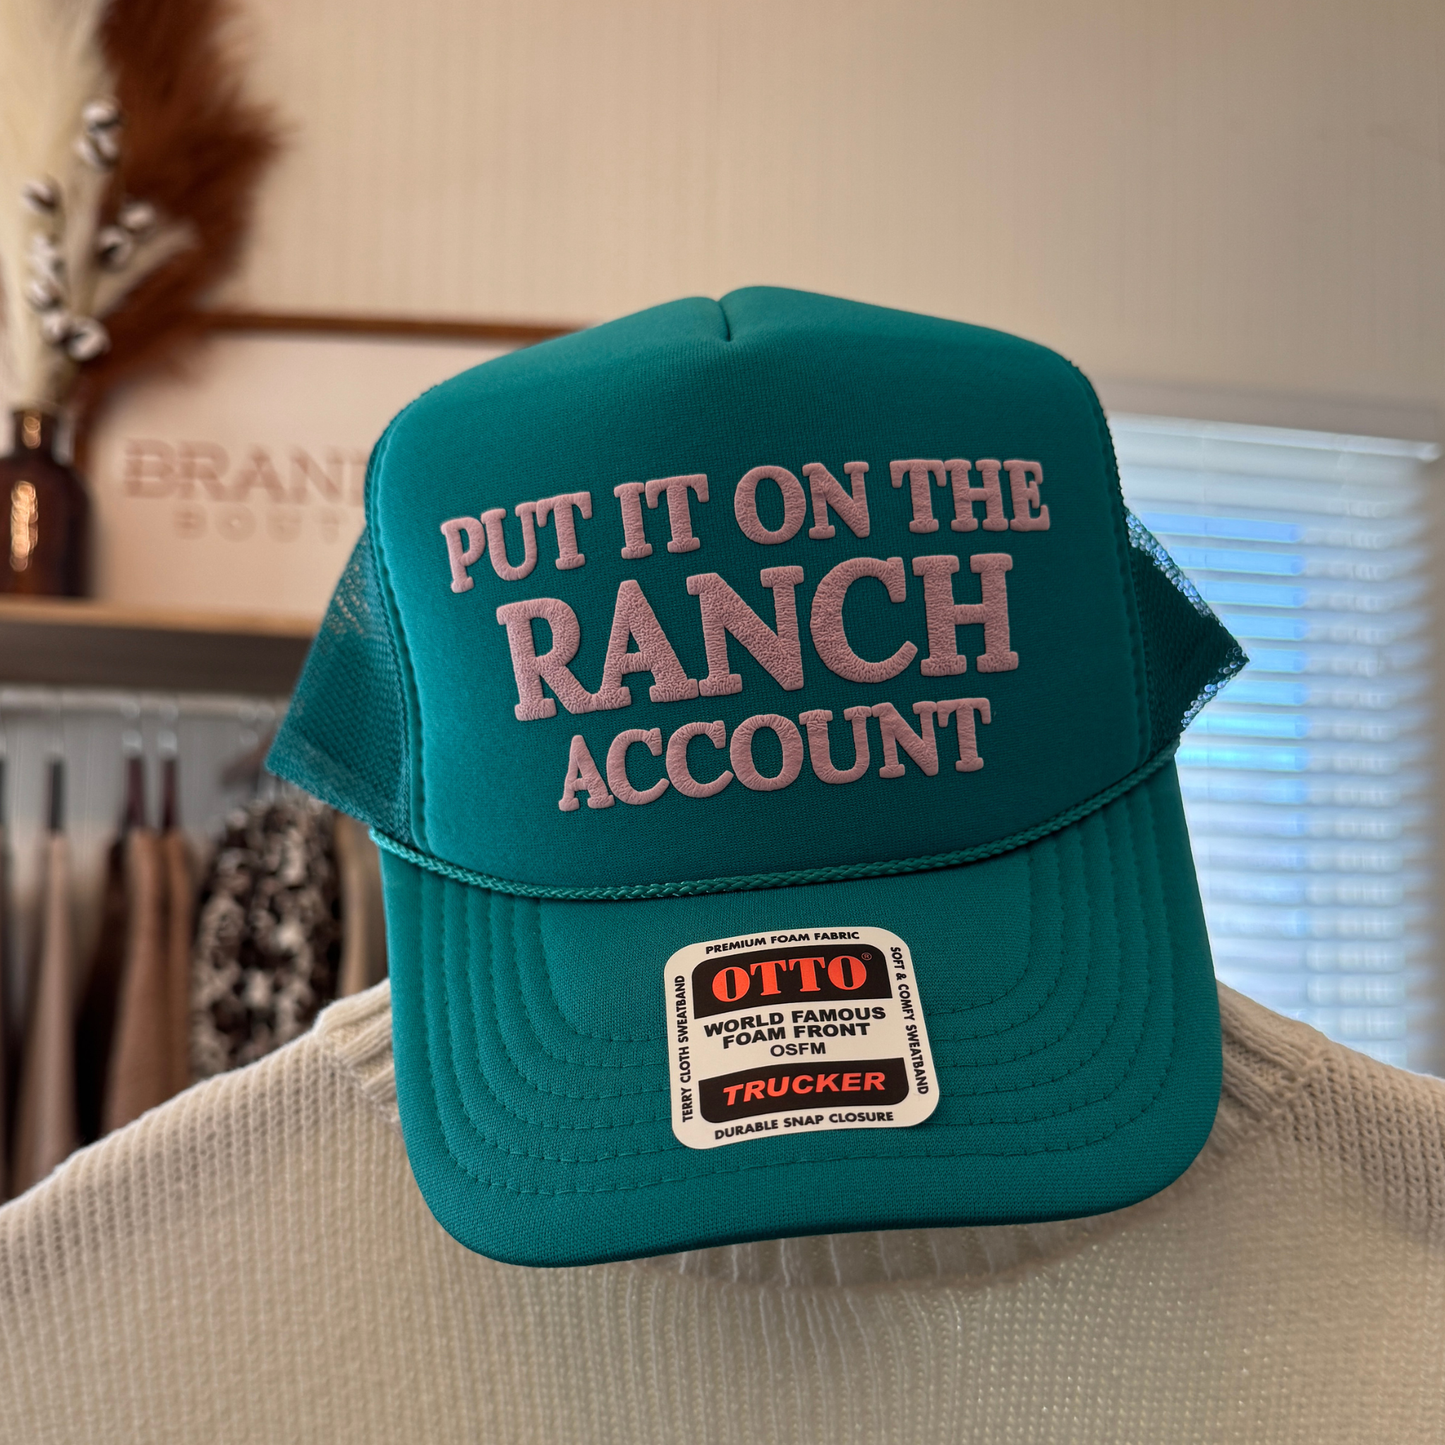 PUT IT ON THE
RANCH
ACCOUNT
PREMIUM FOAM FABRIC
OTTO®
WORLD FAMOUS
FOAM FRONT
OSFM
TRUCKER
DURABLE SNAP CLOSURE
TERRY CLOTH SWEATBAND
SOFT & COMFY SWEATBAND